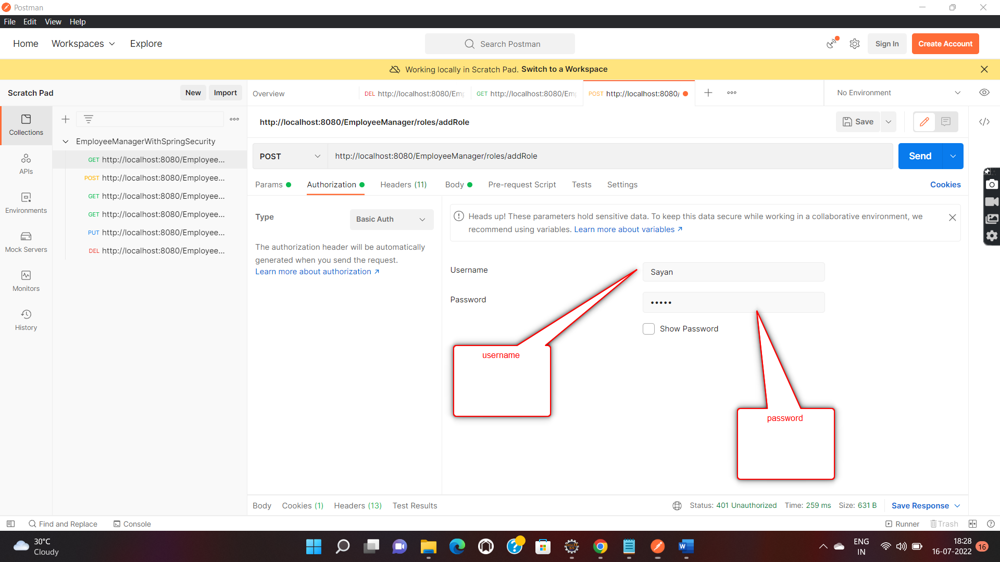 Postman
File Edit View Help
Home Workspaces Explore
Search Postman
Sign In
Create Account
Working locally in Scratch Pad. Switch to a Workspace
Scratch Pad
New
Import
Overview
DEL http://localhost:8080/Em
GET http://localhost:8080/Em
POST http://localhost:8080/
No Environment
Collections
APIs
Environments
Mock Servers
Monitors
History
EmployeeManagerWithSpringSecurity
GET http://localhost:8080/Employee...
POST http://localhost:8080/Employee...
GET http://localhost:8080/Employee...
GET http://localhost:8080/Employee...
PUT http://localhost:8080/Employee...
DEL http://localhost:8080/Employee...
http://localhost:8080/EmployeeManager/roles/addRole
Save
POST
http://localhost:8080/EmployeeManager/roles/addRole
Send
Params Authorization Headers (11) Body Pre-request Script Tests Settings
Cookies
Type
Basic Auth
The authorization header will be automatically
generated when you send the request.
Learn more about authorization ↗
Heads up! These parameters hold sensitive data. To keep this data secure while working in a collaborative environment, we
recommend using variables. Learn more about variables ↗
Username
Sayan
Password
•••••
Show Password
username
password
Body Cookies (1) Headers (13) Test Results
Status: 401 Unauthorized Time: 259 ms Size: 631 B
Save Response
Find and Replace
Console
Runner
Trash
30°C
Cloudy
ENG
IN
18:28
16-07-2022
16